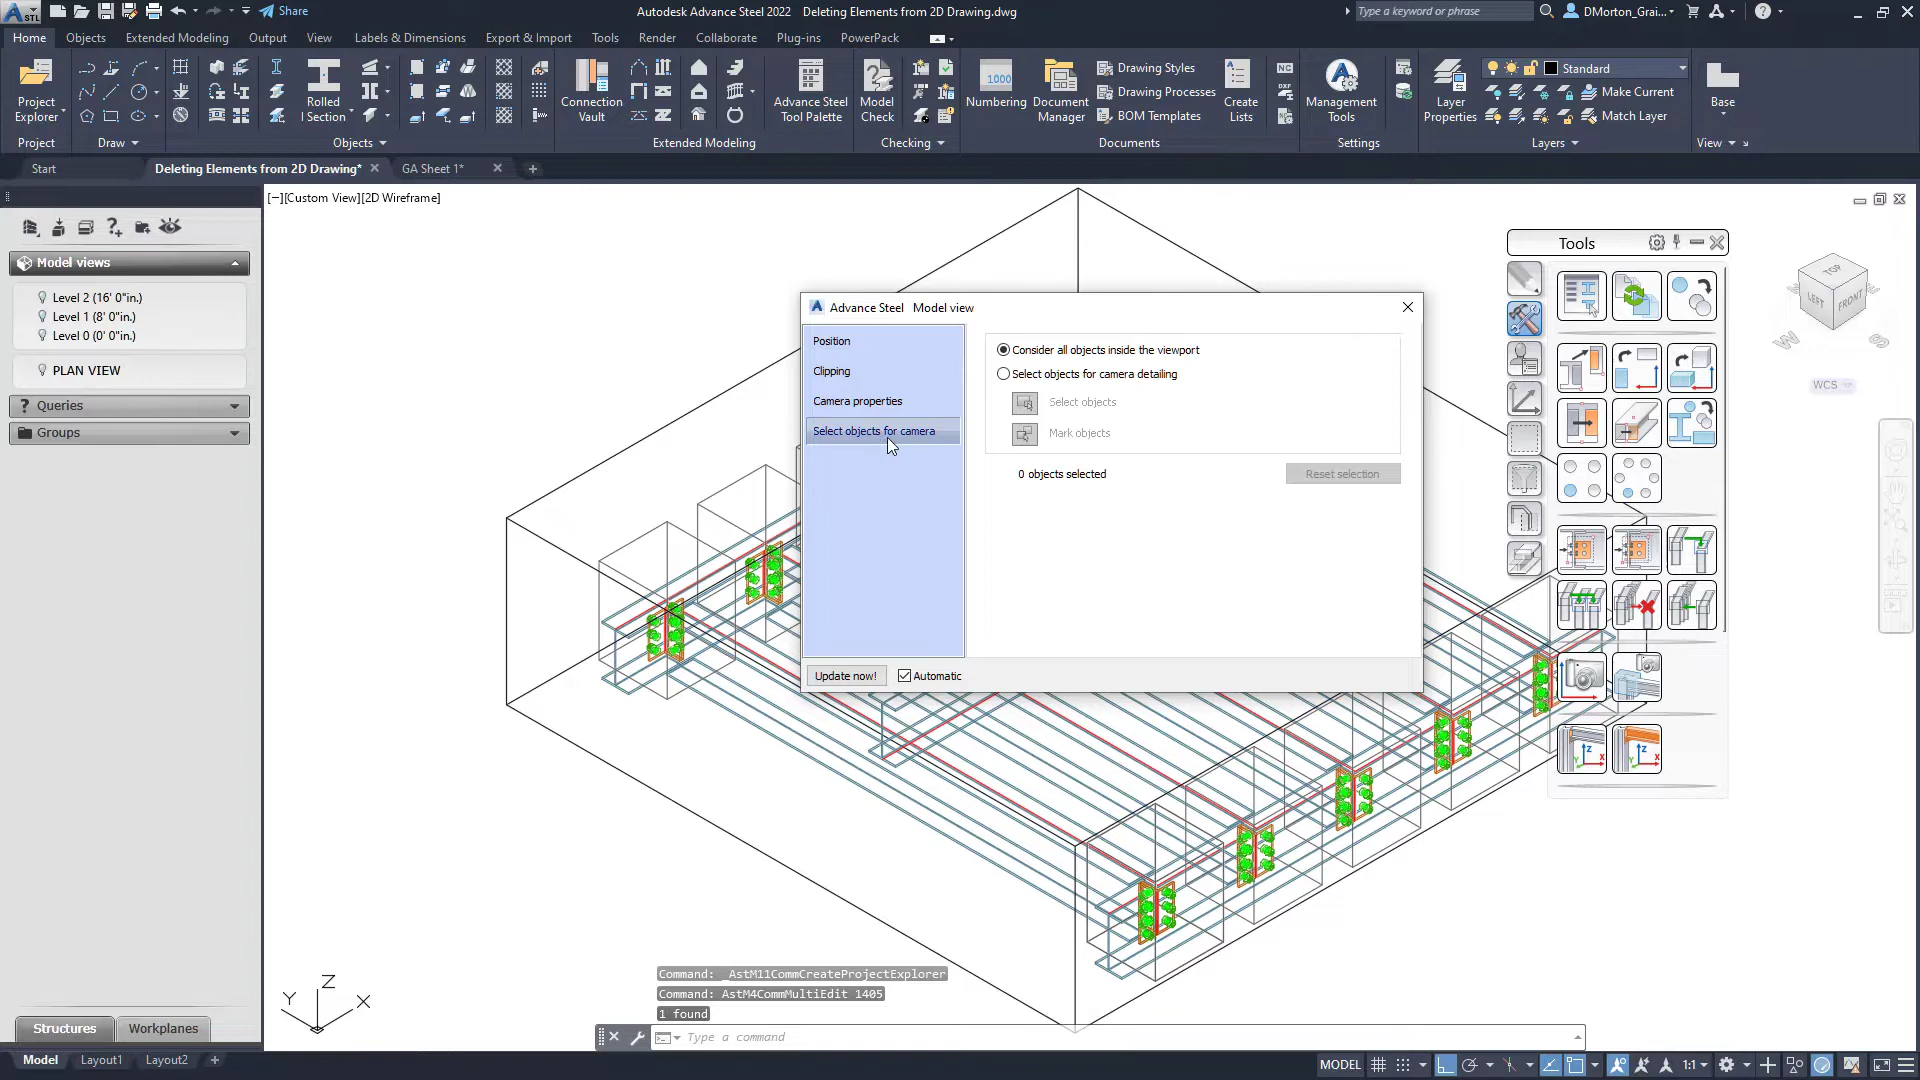 STL
Share
Autodesk Advance Steel 2022 Deleting Elements from 2D Drawing.dwg
Type a keyword or phrase
DMorton_Grai...
Home
Objects
Extended Modeling
Output
View
Labels & Dimensions
Export & Import
Tools
Render
Collaborate
Plug-ins
PowerPack
Project
Explorer
Rolled
I Section
Connection
Vault
Advance Steel
Tool Palette
Model
Check
1000
Numbering
Document
Manager
Drawing Styles
Drawing Processes
BOM Templates
Create
Lists
NC
DXF
Management
Tools
Layer
Properties
Standard
Make Current
Match Layer
Base
Project
Draw
Objects
Extended Modeling
Checking
Documents
Settings
Layers
View
Start
Deleting Elements from 2D Drawing*
GA Sheet 1*
[−][Custom View][2D Wireframe]
Model views
Level 2 (16' 0"in.)
Level 1 (8' 0"in.)
Level 0 (0' 0"in.)
PLAN VIEW
? Queries
Groups
Tools
TOP
LEFT
FRONT
W
S
WCS
Advance Steel Model view
Position
Clipping
Camera properties
Select objects for camera
Consider all objects inside the viewport
Select objects for camera detailing
Select objects
Mark objects
0 objects selected
Reset selection
Update now!
Automatic
Z
X
Z
X
Z
Y
X
Command: _AstM11CommCreateProjectExplorer
Command: AstM4CommMultiEdit 1405
1 found
Type a command
Structures
Workplanes
Model
Layout1
Layout2
MODEL
1:1